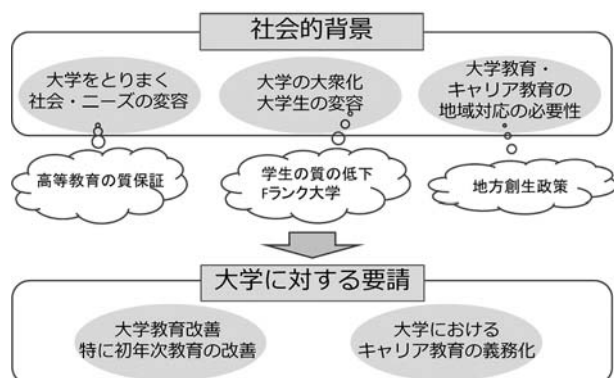 社会的背景
大学をとりまく
社会・ニーズの変容
大学の大衆化
大学生の変容
大学教育・
キャリア教育の
地域対応の必要性
高等教育の質保証
学生の質の低下
Fランク大学
地方創生政策
大学に対する要請
大学教育改善
特に初年次教育の改善
大学における
キャリア教育の義務化